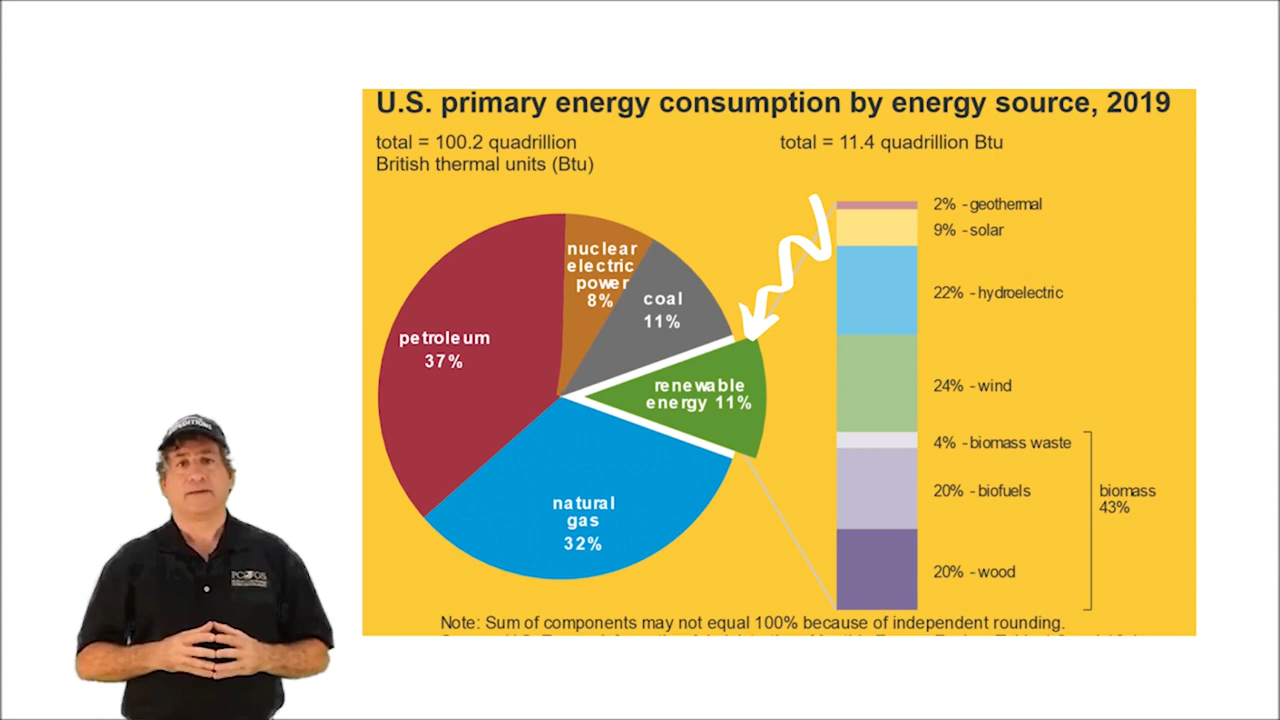 U.S. primary energy consumption by energy source, 2019
total = 100.2 quadrillion
British thermal units (Btu)
total = 11.4 quadrillion Btu
nuclear
electric
power
8%
coal
11%
petroleum
37%
renewable
energy 11%
natural
gas
32%
2% - geothermal
9% - solar
22% - hydroelectric
24% - wind
4% - biomass waste
20% - biofuels
20% - wood
biomass
43%
Note: Sum of components may not equal 100% because of independent rounding.